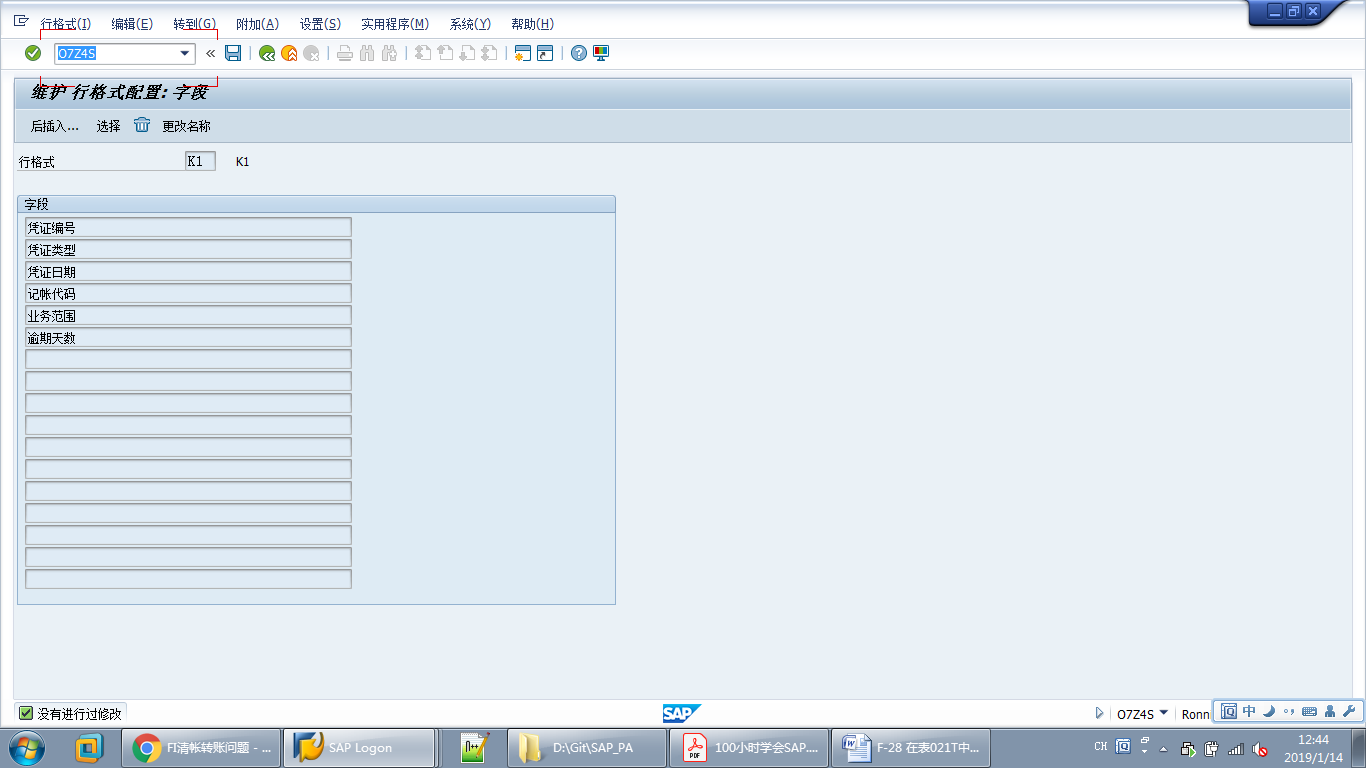 行格式(I) 编辑(E) 转到(G) 附加(A) 设置(S) 实用程序(M) 系统(Y) 帮助(H)
O7Z4S
维护 行格式配置: 字段
后插入... 选择 更改名称
行格式 K1 K1
字段
凭证编号
凭证类型
凭证日期
记帐代码
业务范围
逾期天数
没有进行过修改 SAP O7Z4S Ronn 中
FI清帐转账问题 - ... SAP Logon D:\Git\SAP_PA 100小时学会SAP.... F-28 在表021T中... CH 12:44
2019/1/14